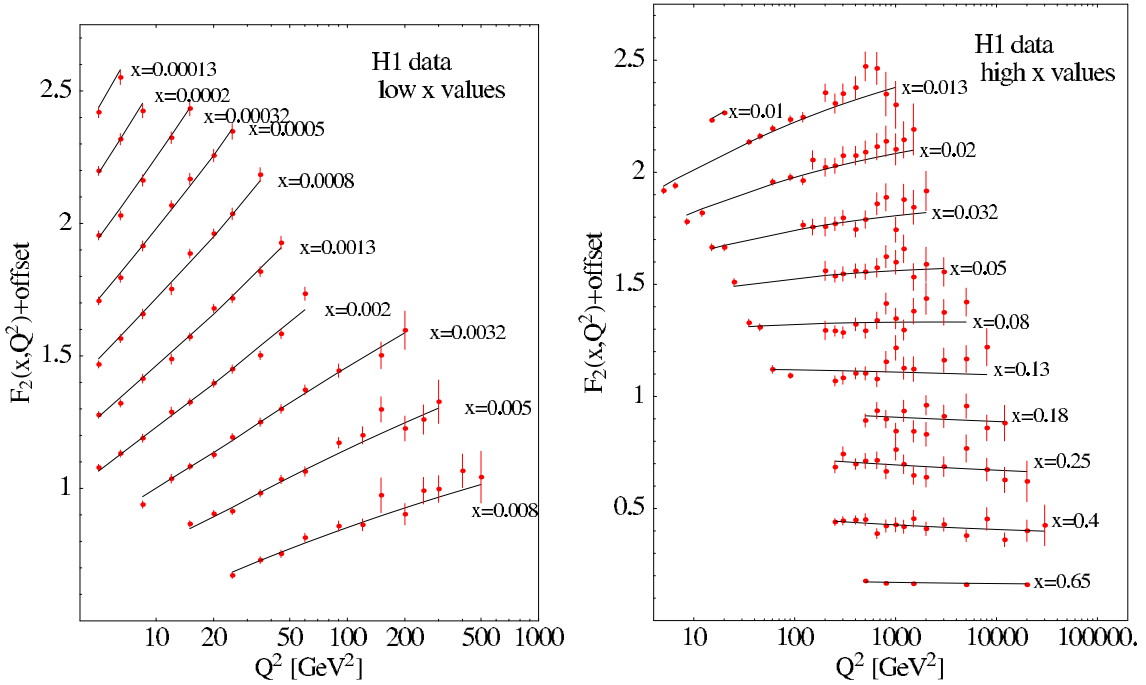 H1 data
low x values
x=0.00013
x=0.0002
x=0.00032
x=0.0005
x=0.0008
x=0.0013
x=0.002
x=0.0032
x=0.005
x=0.008
2.5
2
1.5
1
F₂(x,Q²)+offset
10
20
50
100
200
500
1000
Q² [GeV²]
H1 data
high x values
x=0.01
x=0.013
x=0.02
x=0.032
x=0.05
x=0.08
x=0.13
x=0.18
x=0.25
x=0.4
x=0.65
2.5
2
1.5
1
0.5
F₂(x,Q²)+offset
10
100
1000
10000
100000.
Q² [GeV²]